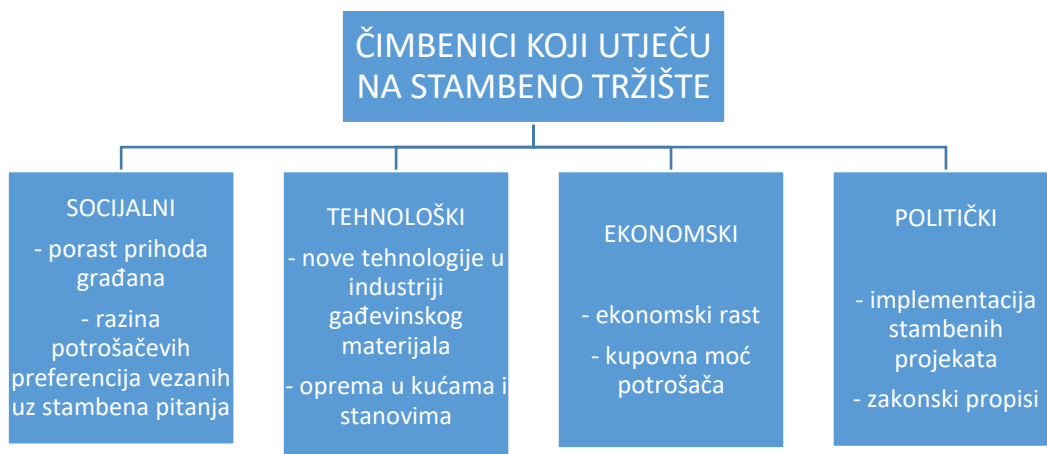 ČIMBENICI KOJI UTJEČU
NA STAMBENO TRŽIŠTE
SOCIJALNI
- porast prihoda
građana
- razina
potrošačevih
preferencija vezanih
uz stambena pitanja
TEHNOLOŠKI
- nove tehnologije u
industriji
gađevinskog
materijala
- oprema u kućama i
stanovima
EKONOMSKI
- ekonomski rast
- kupovna moć
potrošača
POLITIČKI
- implementacija
stambenih
projekata
- zakonski propisi